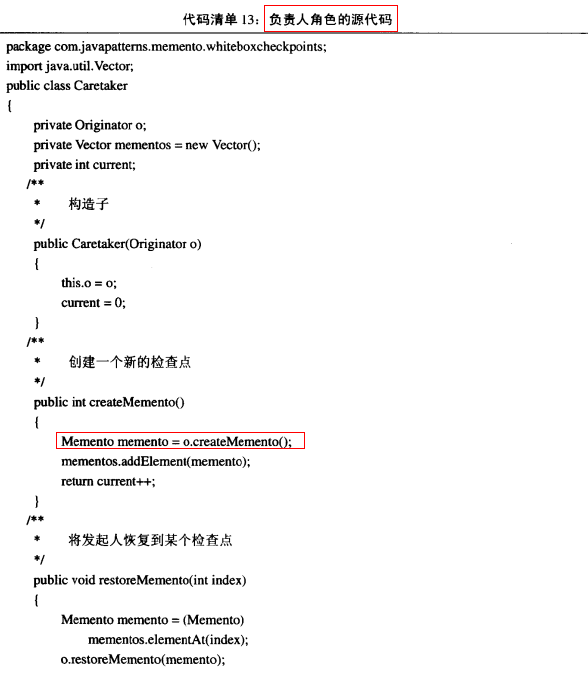 代码清单 13：负责人角色的源代码
package com.javapatterns.memento.whiteboxcheckpoints;
import java.util.Vector;
public class Caretaker
{
private Originator o;
private Vector mementos = new Vector();
private int current;
/**
* 构造子
*/
public Caretaker(Originator o)
{
this.o = o;
current = 0;
}
/**
* 创建一个新的检查点
*/
public int createMemento()
{
Memento memento = o.createMemento();
mementos.addElement(memento);
return current++;
}
/**
* 将发起人恢复到某个检查点
*/
public void restoreMemento(int index)
{
Memento memento = (Memento)
mementos.elementAt(index);
o.restoreMemento(memento);